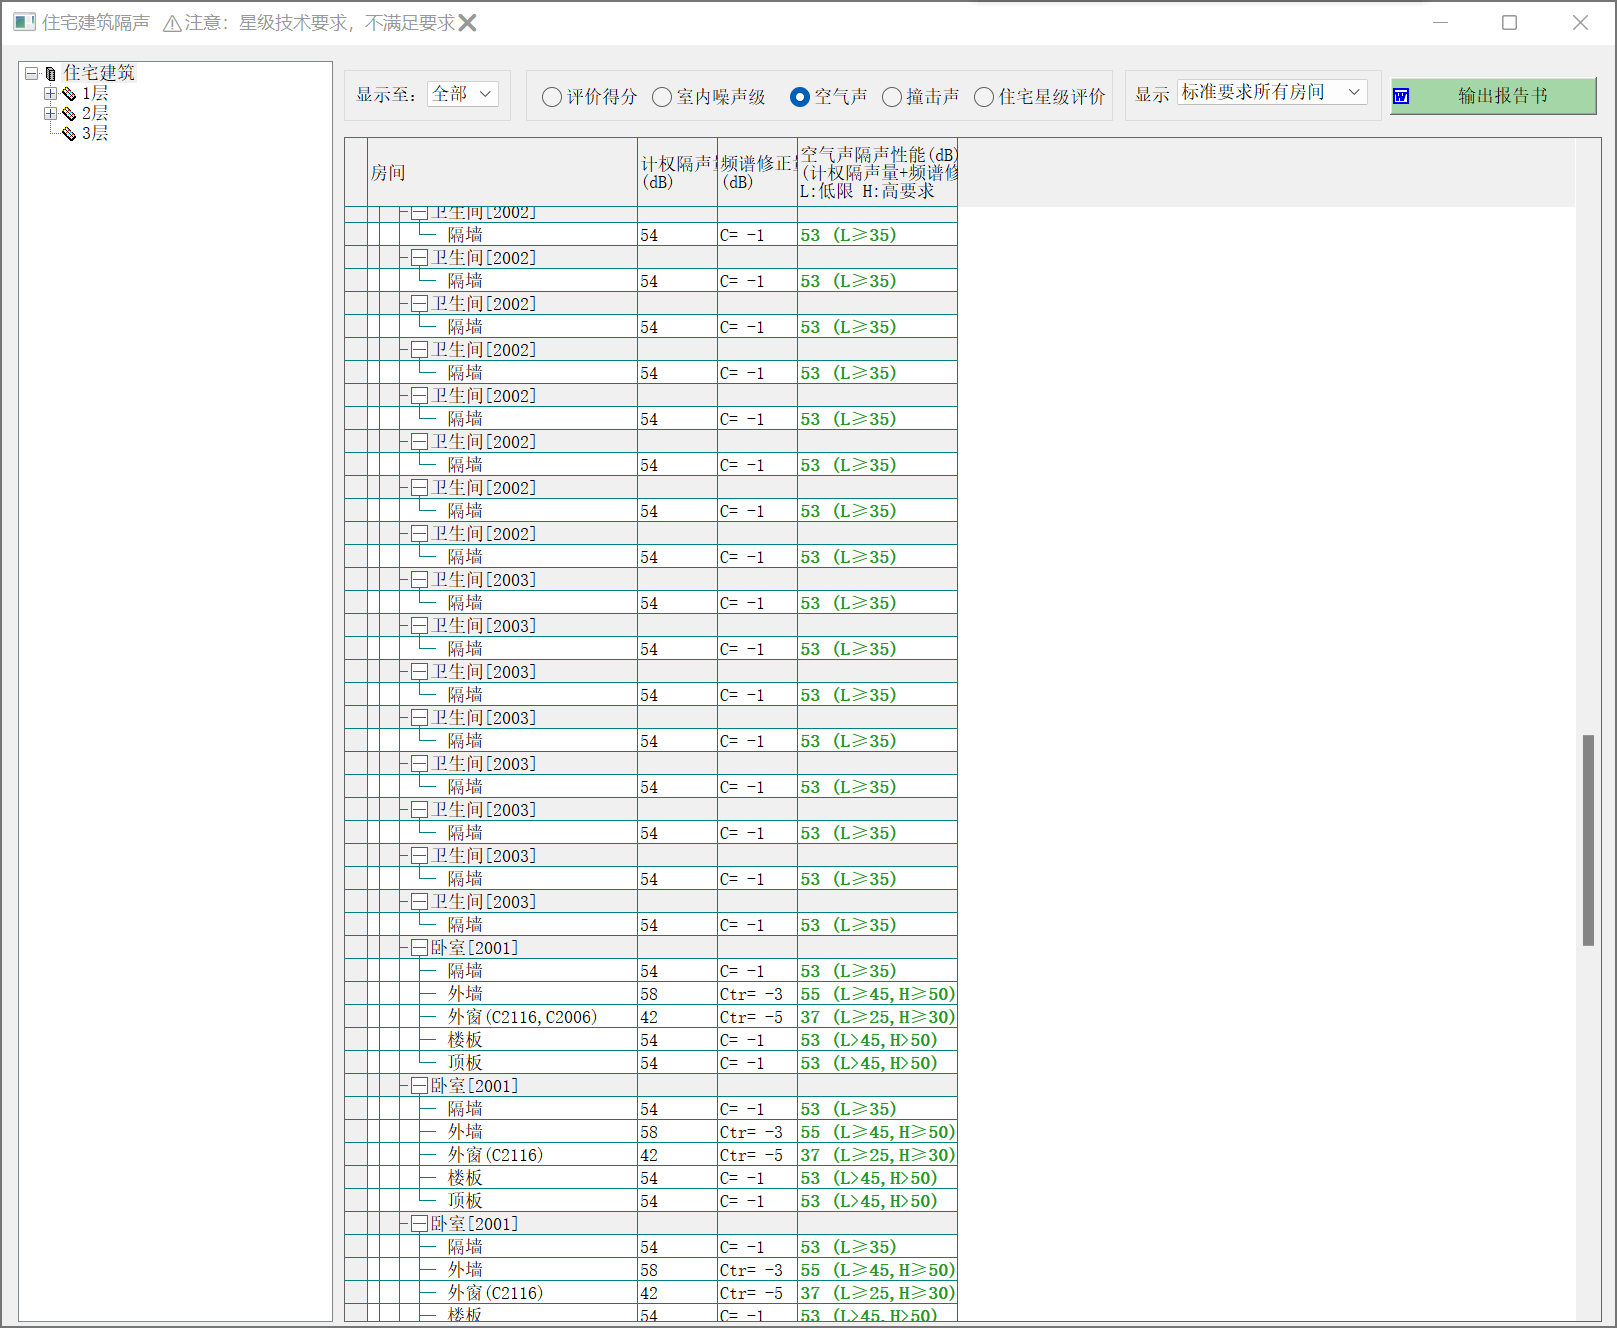 住宅建筑隔声 ⚠注意：星级技术要求，不满足要求✕
住宅建筑
1层
2层
3层
显示至： 全部
评价得分 室内噪声级 空气声 撞击声 住宅星级评价
显示 标准要求所有房间
W 输出报告书
房间
计权隔声
(dB)
频谱修正
(dB)
空气声隔声性能(dB)
(计权隔声量+频谱修
L:低限 H:高要求
卫生间[2002]
隔墙 54 C= -1 53 (L≥35)
卫生间[2002]
隔墙 54 C= -1 53 (L≥35)
卫生间[2002]
隔墙 54 C= -1 53 (L≥35)
卫生间[2002]
隔墙 54 C= -1 53 (L≥35)
卫生间[2002]
隔墙 54 C= -1 53 (L≥35)
卫生间[2002]
隔墙 54 C= -1 53 (L≥35)
卫生间[2002]
隔墙 54 C= -1 53 (L≥35)
卫生间[2002]
隔墙 54 C= -1 53 (L≥35)
卫生间[2003]
隔墙 54 C= -1 53 (L≥35)
卫生间[2003]
隔墙 54 C= -1 53 (L≥35)
卫生间[2003]
隔墙 54 C= -1 53 (L≥35)
卫生间[2003]
隔墙 54 C= -1 53 (L≥35)
卫生间[2003]
隔墙 54 C= -1 53 (L≥35)
卫生间[2003]
隔墙 54 C= -1 53 (L≥35)
卫生间[2003]
隔墙 54 C= -1 53 (L≥35)
卫生间[2003]
隔墙 54 C= -1 53 (L≥35)
卧室[2001]
隔墙 54 C= -1 53 (L≥35)
外墙 58 Ctr= -3 55 (L≥45,H≥50)
外窗(C2116,C2006) 42 Ctr= -5 37 (L≥25,H≥30)
楼板 54 C= -1 53 (L>45,H>50)
顶板 54 C= -1 53 (L>45,H>50)
卧室[2001]
隔墙 54 C= -1 53 (L≥35)
外墙 58 Ctr= -3 55 (L≥45,H≥50)
外窗(C2116) 42 Ctr= -5 37 (L≥25,H≥30)
楼板 54 C= -1 53 (L>45,H>50)
顶板 54 C= -1 53 (L>45,H>50)
卧室[2001]
隔墙 54 C= -1 53 (L≥35)
外墙 58 Ctr= -3 55 (L≥45,H≥50)
外窗(C2116) 42 Ctr= -5 37 (L≥25,H≥30)
楼板 54 C= -1 53 (L>45,H>50)